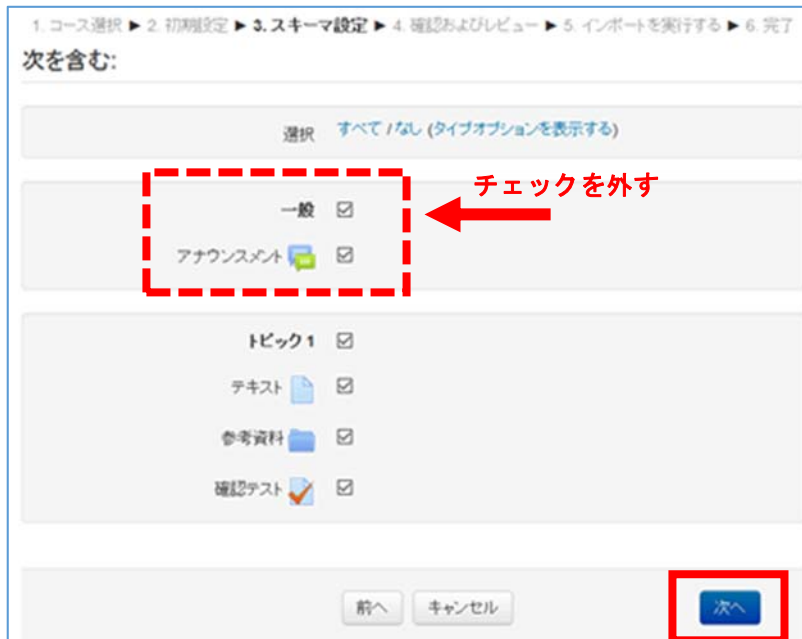 1. コース選択 ► 2. 初期設定 ► 3. スキーマ設定 ► 4. 確認およびレビュー ► 5. インポートを実行する ► 6. 完了
次を含む:
選択 すべて / なし (タイプオプションを表示する)
チェックを外す
一般
アナウンスメント
トピック 1
テキスト
参考資料
確認テスト
前へ キャンセル 次へ